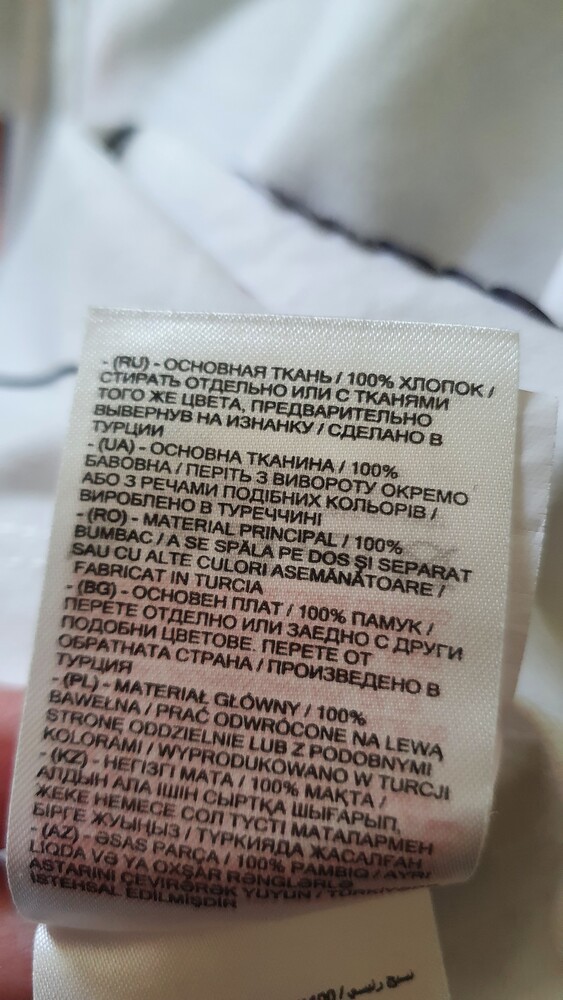 - (RU) - ОСНОВНАЯ ТКАНЬ / 100% ХЛОПОК /
СТИРАТЬ ОТДЕЛЬНО ИЛИ С ТКАНЯМИ
ТОГО ЖЕ ЦВЕТА, ПРЕДВАРИТЕЛЬНО
ВЫВЕРНУВ НА ИЗНАНКУ / СДЕЛАНО В
ТУРЦИИ
- (UA) - ОСНОВНА ТКАНИНА / 100%
БАВОВНА / ПЕРІТЬ З ВИВОРОТУ ОКРЕМО
АБО З РЕЧАМИ ПОДІБНИХ КОЛЬОРІВ /
ВИРОБЛЕНО В ТУРЕЧЧИНІ
- (RO) - MATERIAL PRINCIPAL / 100%
BUMBAC / A SE SPĂLA PE DOS ȘI SEPARAT
SAU CU ALTE CULORI ASEMĂNĂTOARE /
FABRICAT IN TURCIA
- (BG) - ОСНОВЕН ПЛАТ / 100% ПАМУК /
ПЕРЕТЕ ОТДЕЛНО ИЛИ ЗАЕДНО С ДРУГИ
ПОДОБНИ ЦВЕТОВЕ. ПЕРЕТЕ ОТ
ОБРАТНАТА СТРАНА / ПРОИЗВЕДЕНО В
ТУРЦИЯ
- (PL) - MATERIAŁ GŁÓWNY / 100%
BAWEŁNA / PRAĆ ODWRÓCONE NA LEWĄ
STRONĘ ODDZIELNIE LUB Z PODOBNYMI
KOLORAMI / WYPRODUKOWANO W TURCJI
- (KZ) - НЕГІЗГІ МАТА / 100% МАҚТА /
АЛДЫН АЛА ІШІН СЫРТҚА ШЫҒАРЫП,
ЖЕКЕ НЕМЕСЕ СОЛ ТҮСТІ МАТАЛАРМЕН
БІРГЕ ЖУЫҢЫЗ / ТҮРКИЯДА ЖАСАЛҒАН
- (AZ) - ƏSAS PARÇA / 100% PAMBIQ / AYRI
LIQDA VƏ YA OXŞAR RƏNGLƏRLƏ
ASTARINI ÇEVİRƏRƏK YUYUN / TÜRKİYƏDƏ
İSTEHSAL EDİLMİŞDİR
نسيج رئيسي /